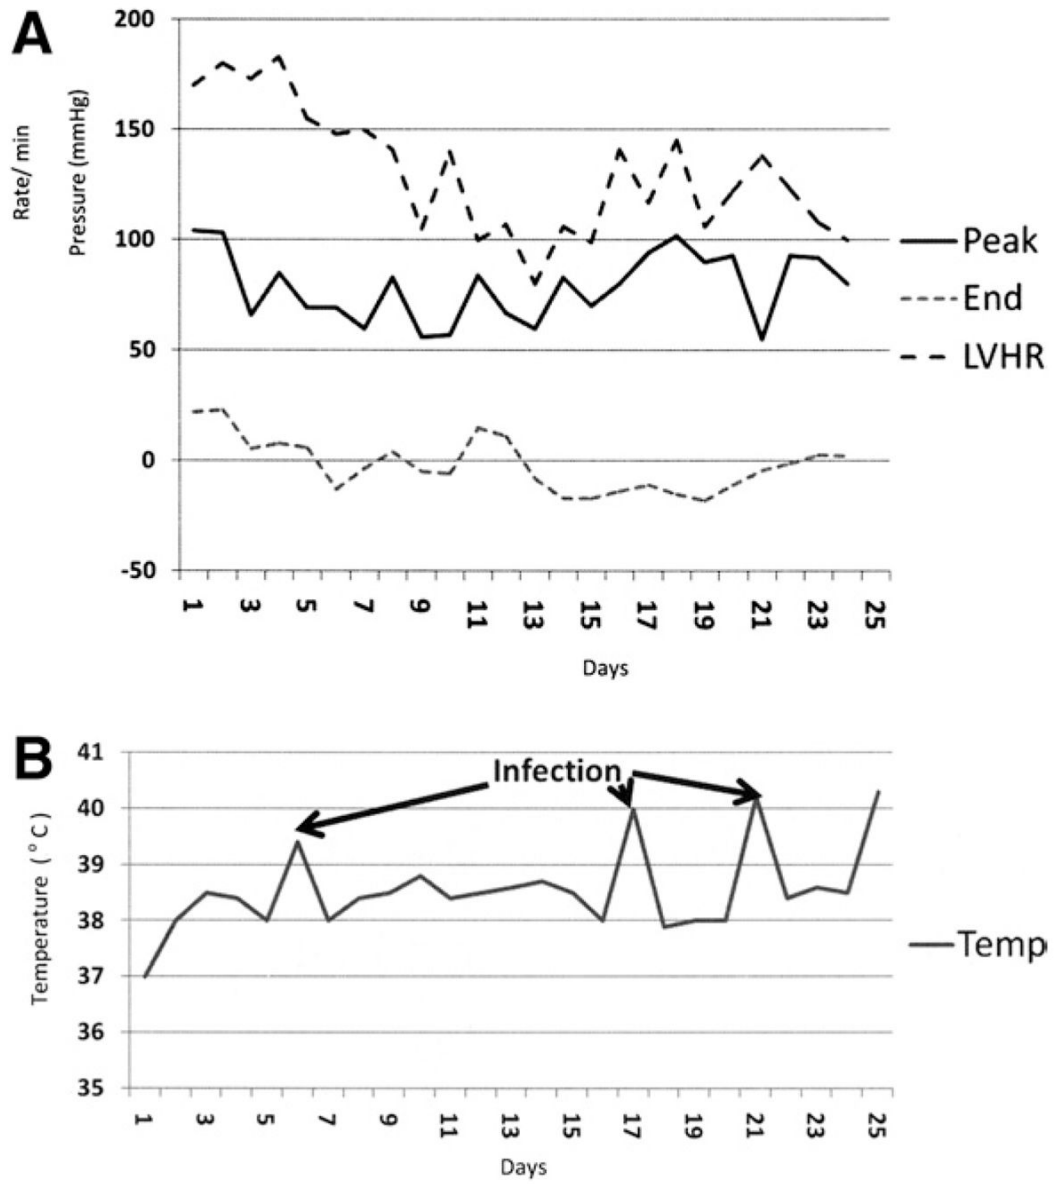 A
200
150
100
50
0
-50
Rate/ min
Pressure (mmHg)
Peak
End
LVHR
1 3 5 7 9 11 13 15 17 19 21 23 25
Days
B
41
40
39
38
37
36
35
Temperature (°C)
Infection
Temp
1 3 5 7 9 11 13 15 17 19 21 23 25
Days